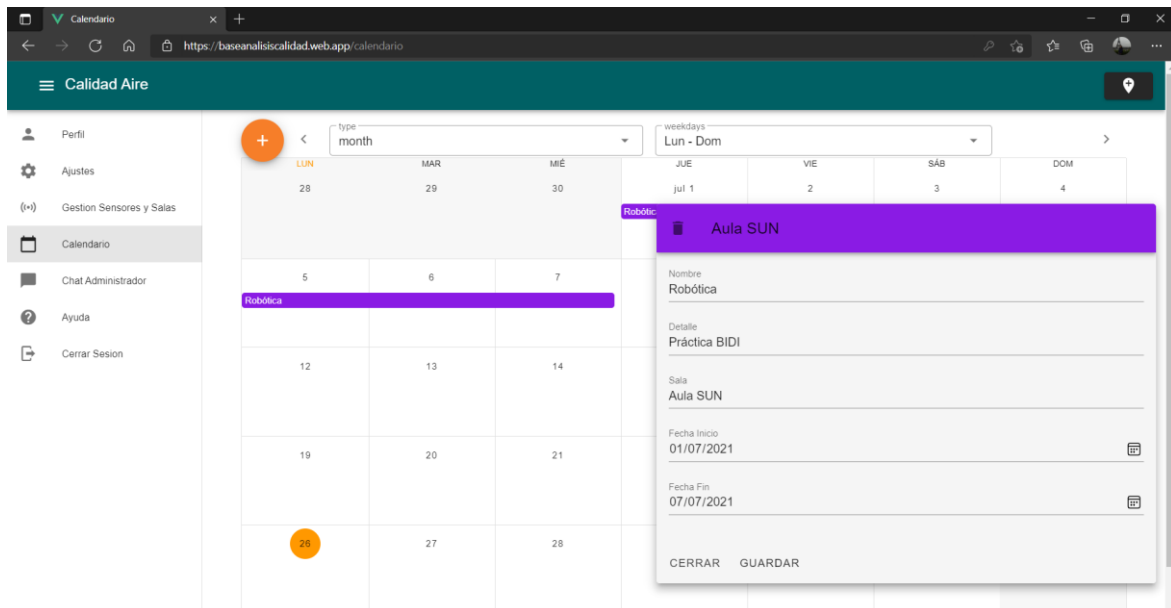 Calendario
https://baseanalisiscalidad.web.app/calendario
Calidad Aire
Perfil
Ajustes
Gestion Sensores y Salas
Calendario
Chat Administrador
Ayuda
Cerrar Sesion
type
month
weekdays
Lun - Dom
LUN MAR MIÉ JUE VIE SÁB DOM
28 29 30 jul 1 2 3 4
Robótic
5 6 7
Robótica
12 13 14
19 20 21
26 27 28
Aula SUN
Nombre
Robótica
Detalle
Práctica BIDI
Sala
Aula SUN
Fecha Inicio
01/07/2021
Fecha Fin
07/07/2021
CERRAR GUARDAR